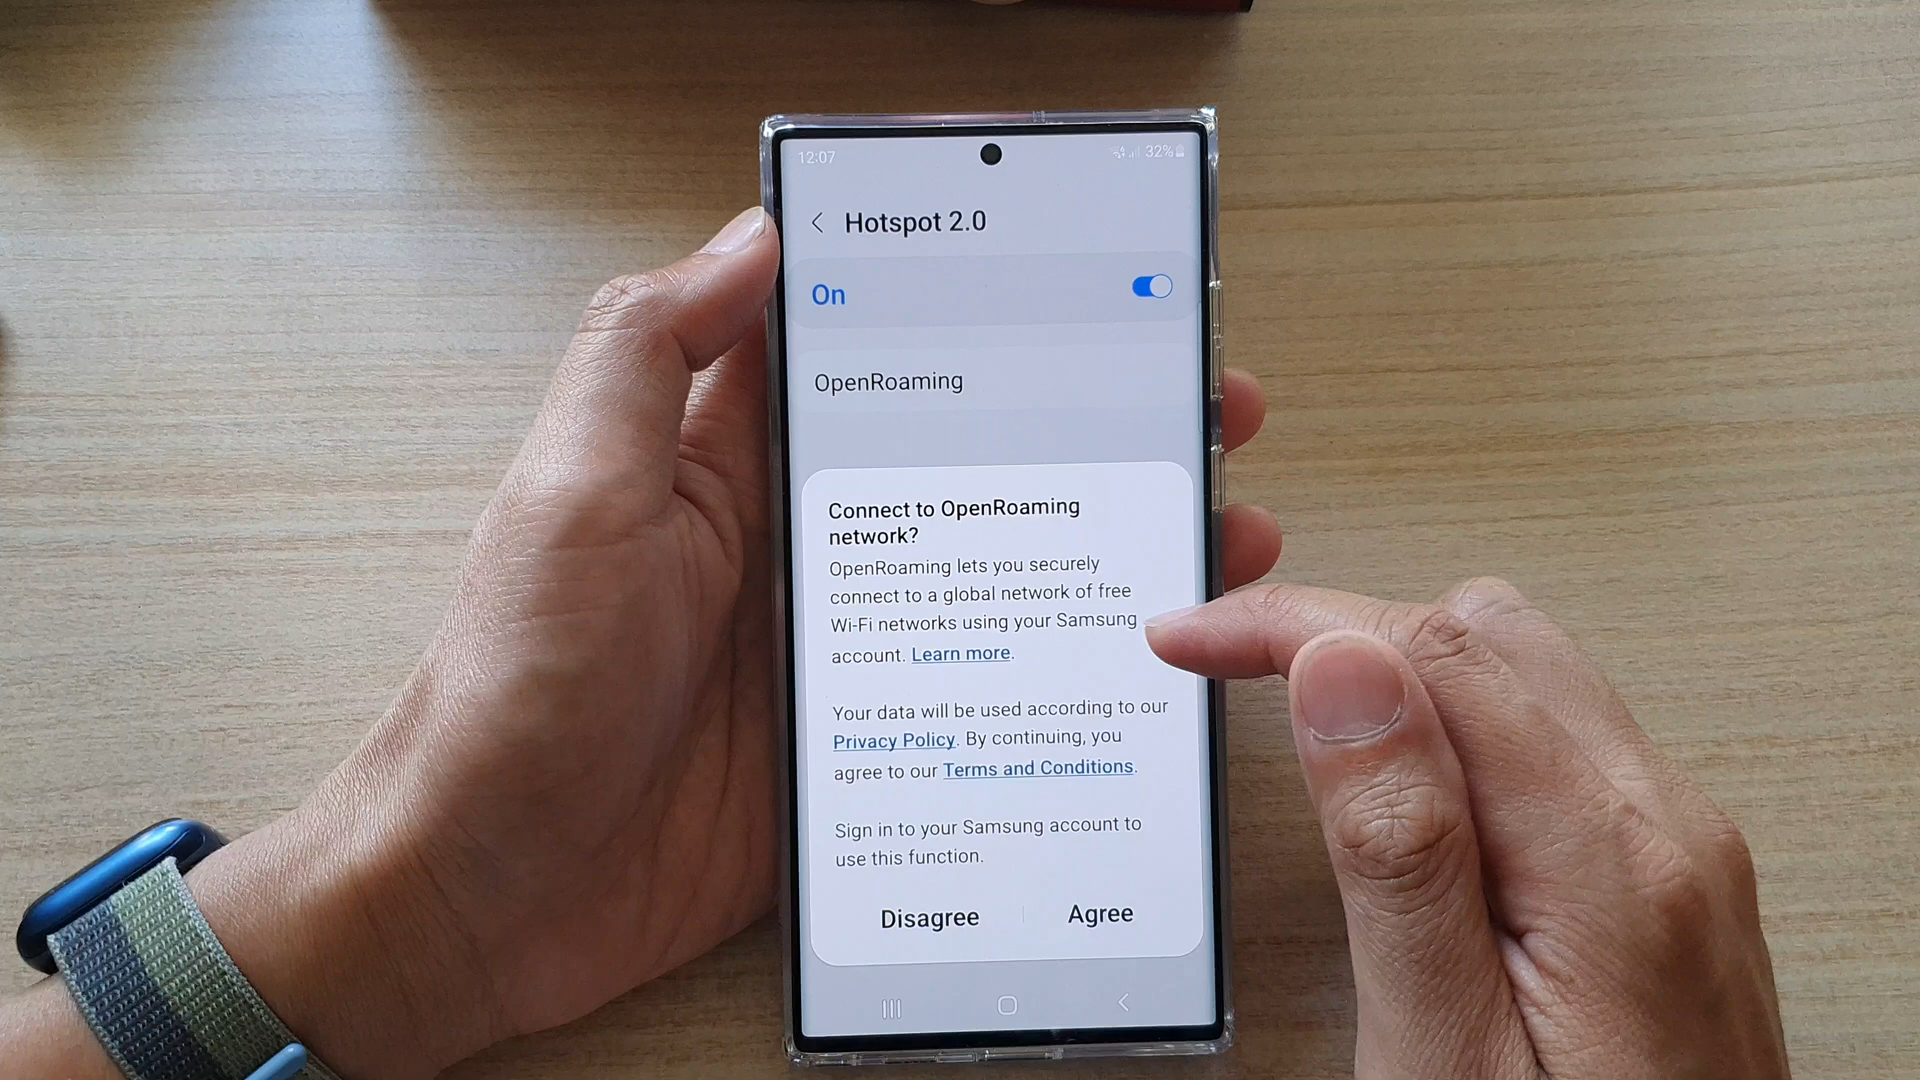 12:07
32%
Hotspot 2.0
On
OpenRoaming
Connect to OpenRoaming
network?
OpenRoaming lets you securely
connect to a global network of free
Wi-Fi networks using your Samsung
account. Learn more.
Your data will be used according to our
Privacy Policy. By continuing, you
agree to our Terms and Conditions.
Sign in to your Samsung account to
use this function.
Disagree
Agree